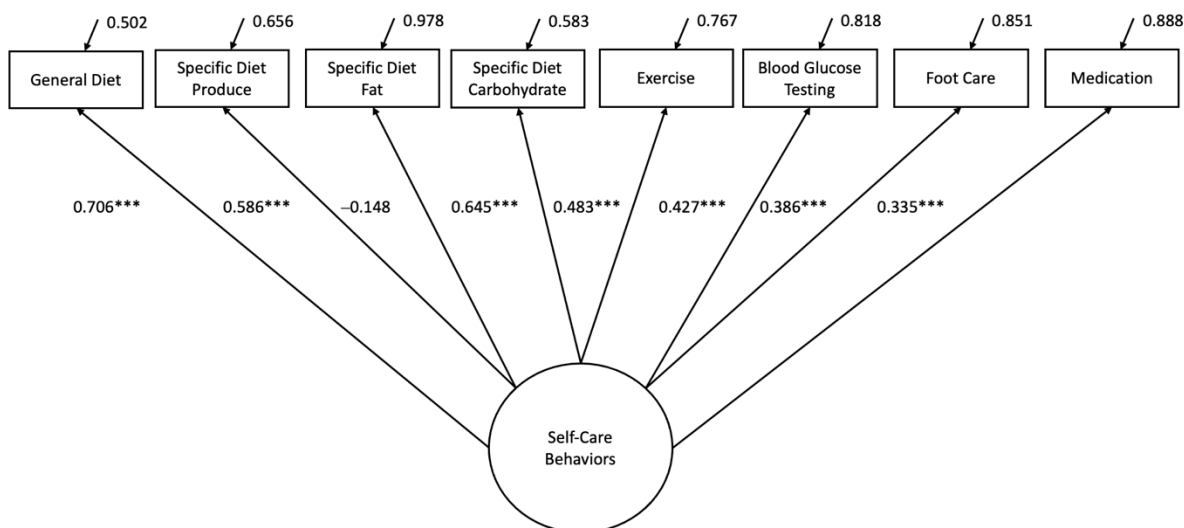 0.502
0.656
0.978
0.583
0.767
0.818
0.851
0.888
General Diet
Specific Diet
Produce
Specific Diet
Fat
Specific Diet
Carbohydrate
Exercise
Blood Glucose
Testing
Foot Care
Medication
0.706***
0.586***
–0.148
0.645***
0.483***
0.427***
0.386***
0.335***
Self-Care
Behaviors